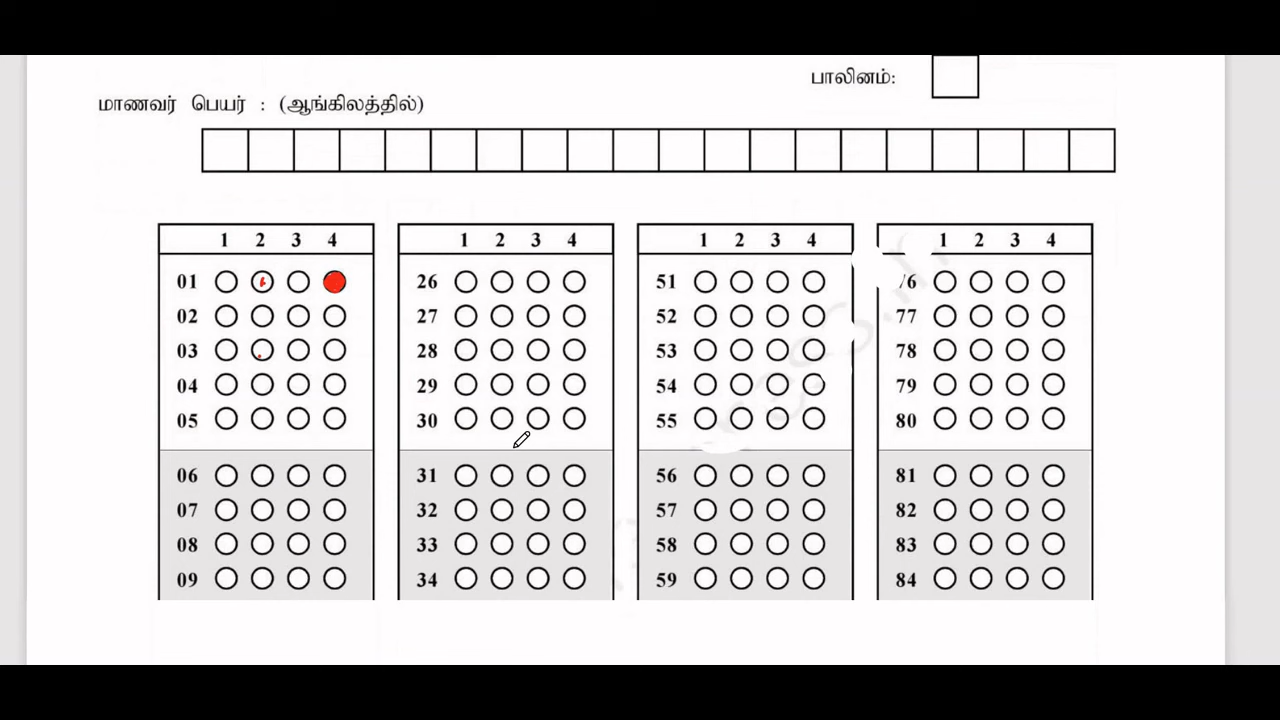 பாலினம்:
மாணவர் பெயர் : (ஆங்கிலத்தில்)
1 2 3 4 1 2 3 4 1 2 3 4 1 2 3 4
01 26 51 /6
02 27 52 77
03 28 53 78
04 29 54 79
05 30 55 80
06 31 56 81
07 32 57 82
08 33 58 83
09 34 59 84